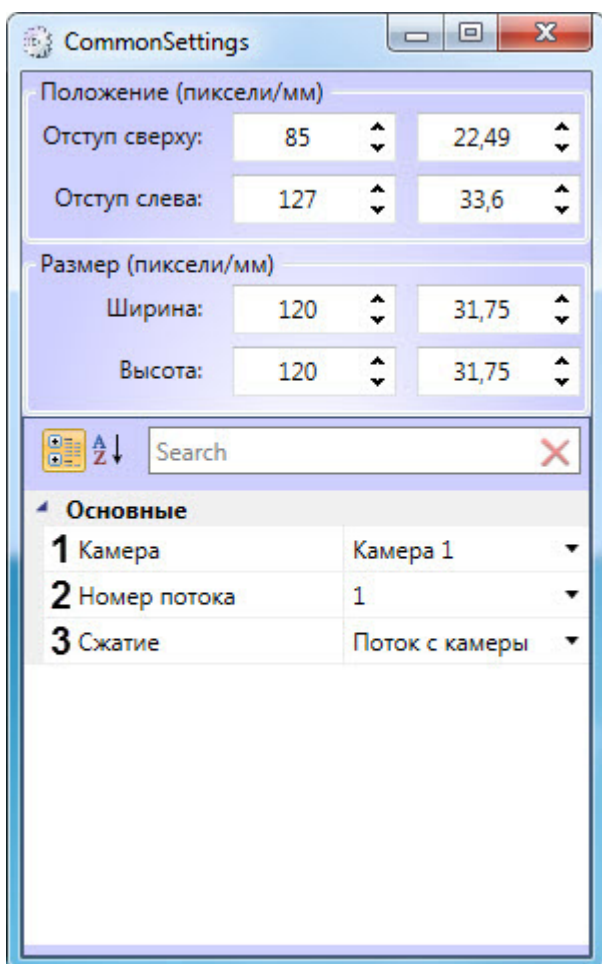 CommonSettings
Положение (пиксели/мм)
Отступ сверху: 85 22,49
Отступ слева: 127 33,6
Размер (пиксели/мм)
Ширина: 120 31,75
Высота: 120 31,75
A Z Search
Основные
1 Камера Камера 1
2 Номер потока 1
3 Сжатие Поток с камеры